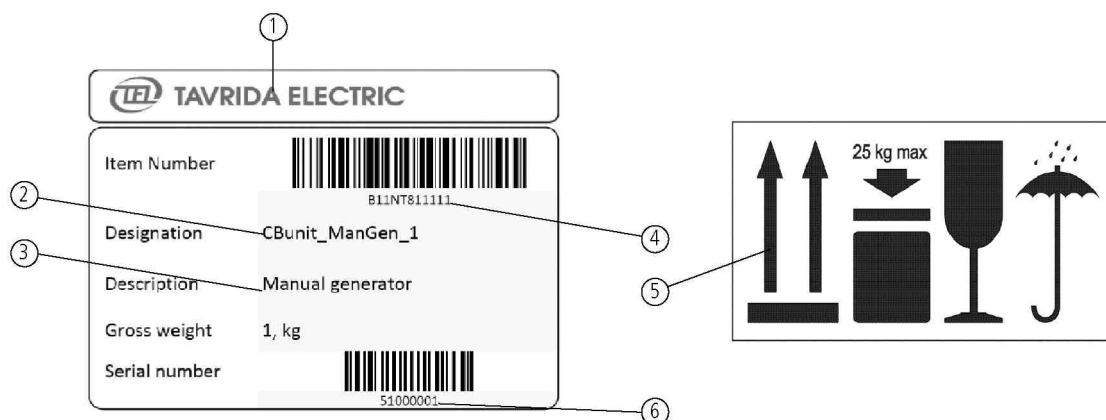 1
TEL TAVRIDA ELECTRIC
Item Number
B11NT811111
2
4
Designation CBunit_ManGen_1
3
Description Manual generator
Gross weight 1, kg
Serial number
51000001
6
25 kg max
5